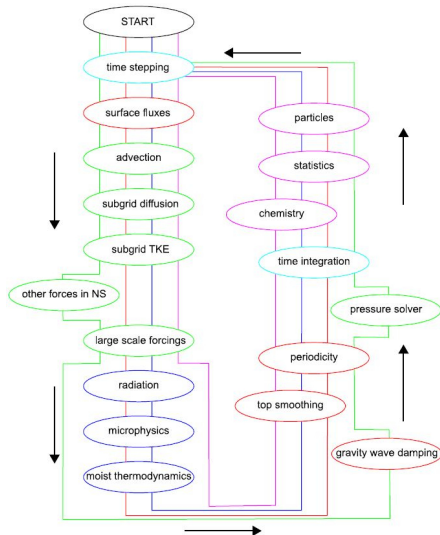 START
time stepping
surface fluxes
advection
subgrid diffusion
subgrid TKE
other forces in NS
large scale forcings
radiation
microphysics
moist thermodynamics
particles
statistics
chemistry
time integration
pressure solver
periodicity
top smoothing
gravity wave damping